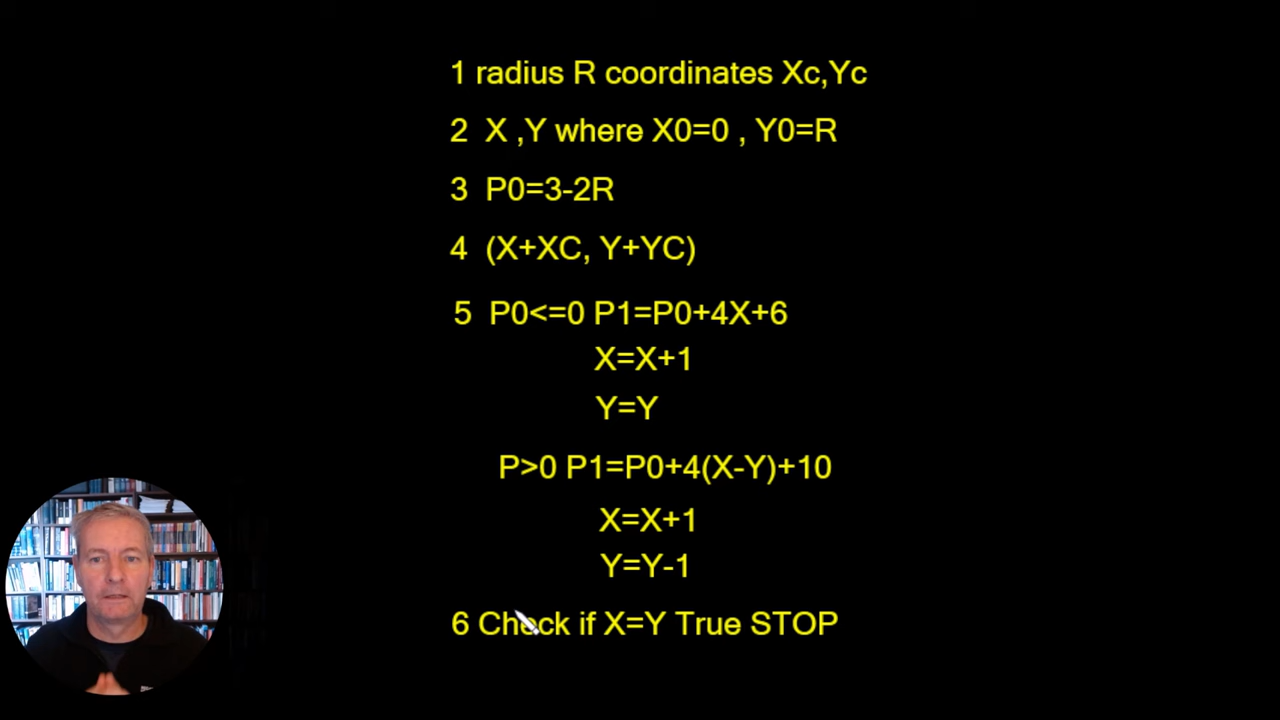 1 radius R coordinates Xc,Yc
2 X ,Y where X0=0 , Y0=R
3 P0=3-2R
4 (X+XC, Y+YC)
5 P0<=0 P1=P0+4X+6
X=X+1
Y=Y
P>0 P1=P0+4(X-Y)+10
X=X+1
Y=Y-1
6 Check if X=Y True STOP